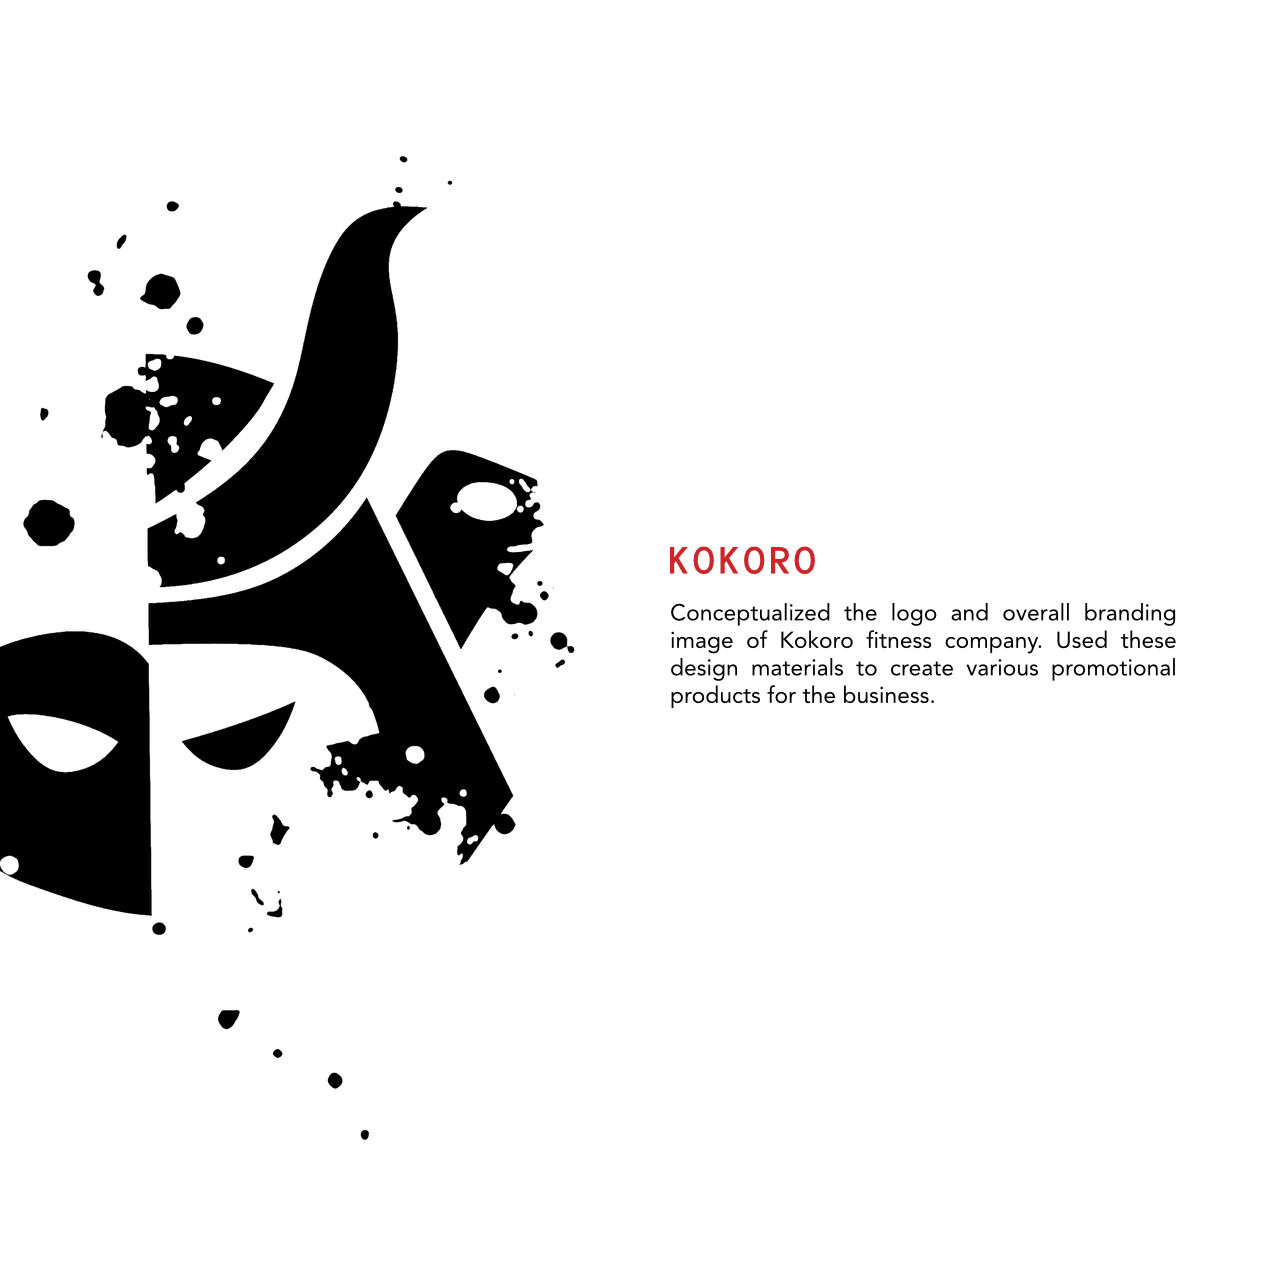 KOKORO
Conceptualized the logo and overall branding
image of Kokoro fitness company. Used these
design materials to create various promotional
products for the business.